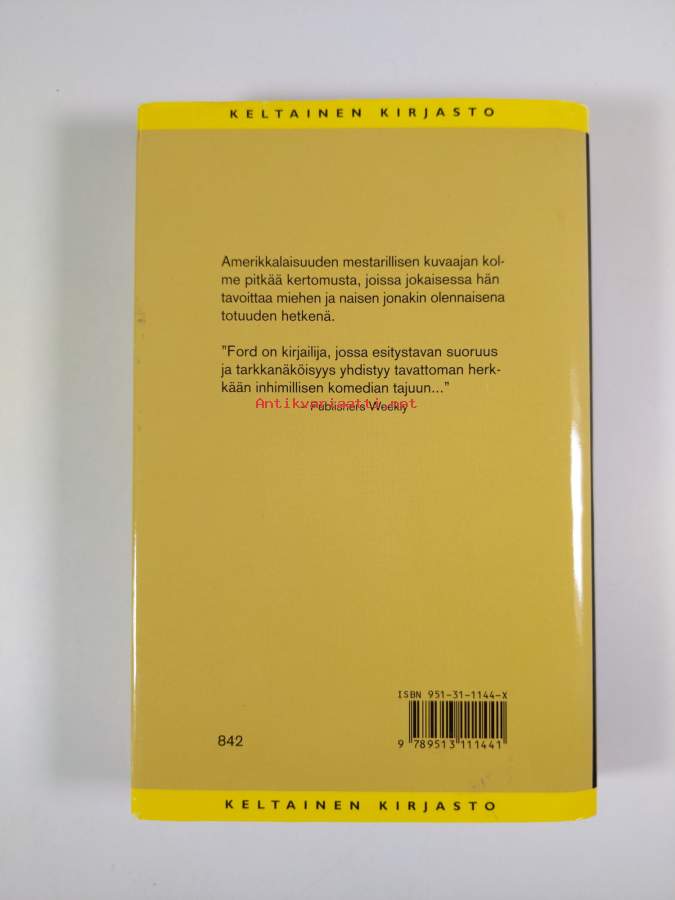 KELTAINEN KIRJASTO
Amerikkalaisuuden mestarillisen kuvaajan kol-
me pitkää kertomusta, joissa jokaisessa hän
tavoittaa miehen ja naisen jonakin olennaisena
totuuden hetkenä.
"Ford on kirjailija, jossa esitystavan suoruus
ja tarkkanäköisyys yhdistyy tavattoman herk-
kään inhimillisen komedian tajuun..."
– Publishers Weekly
Antikvariaatti.net
ISBN 951-31-1144-X
9 789513 111441
842
KELTAINEN KIRJASTO